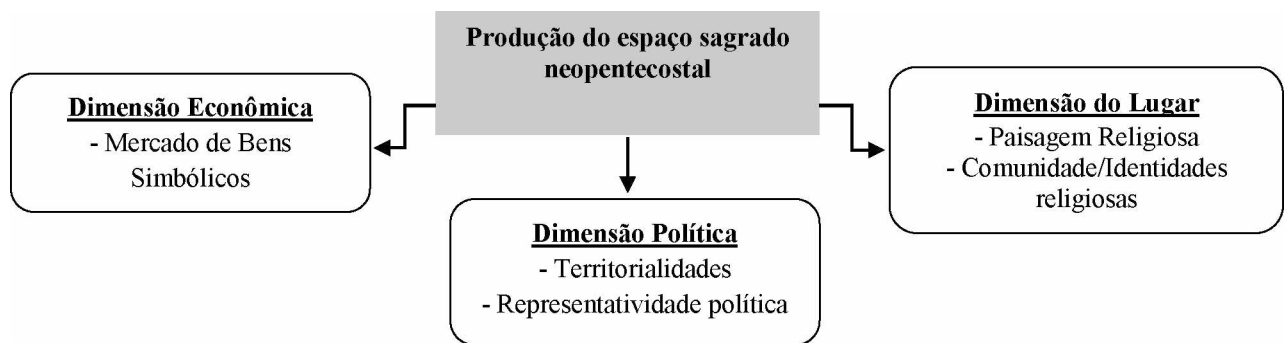 Produção do espaço sagrado
neopentecostal
Dimensão Econômica
- Mercado de Bens
Simbólicos
Dimensão Política
- Territorialidades
- Representatividade política
Dimensão do Lugar
- Paisagem Religiosa
- Comunidade/Identidades
religiosas